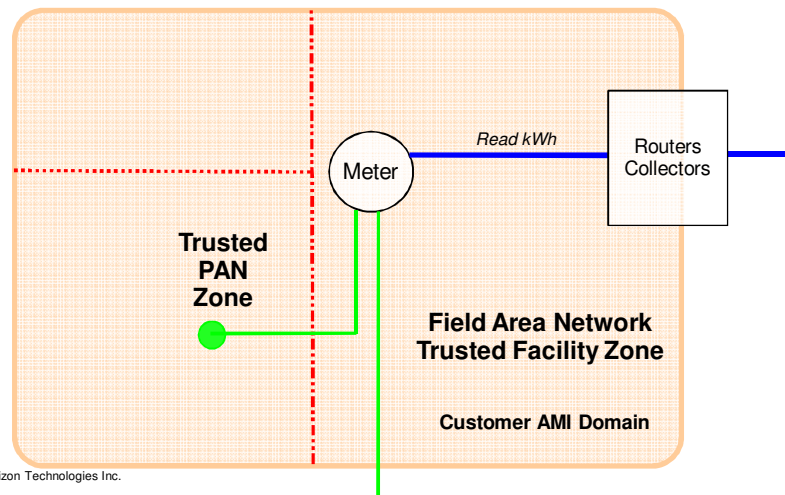 Read kWh
Meter
Routers
Collectors
Trusted
PAN
Zone
Field Area Network
Trusted Facility Zone
Customer AMI Domain
Technologies Inc.